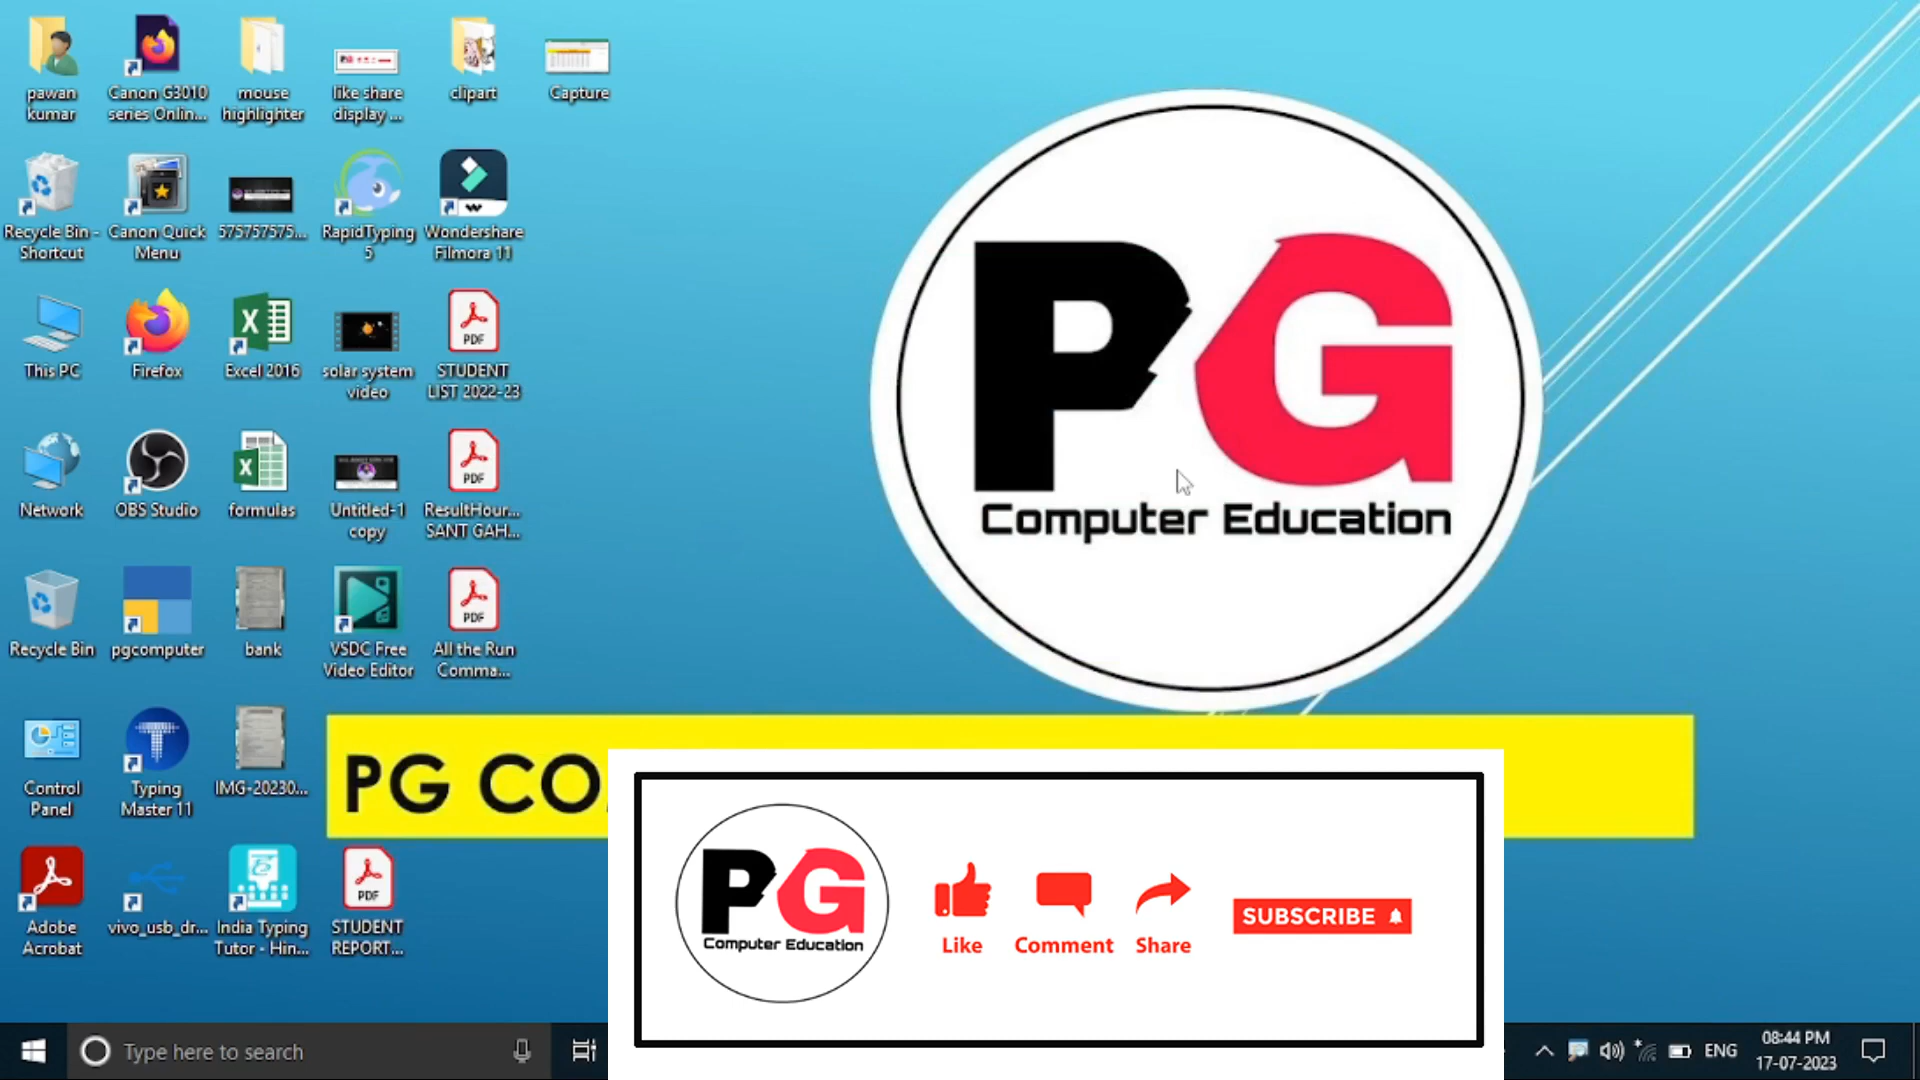 pawan
kumar
Canon G3010
series Onlin...
mouse
highlighter
like share
display ...
clipart
Capture
Recycle Bin -
Shortcut
Canon Quick
Menu
575757575...
RapidTyping
5
Wondershare
Filmora 11
This PC
Firefox
Excel 2016
solar system
video
PDF
STUDENT
LIST 2022-23
Network
OBS Studio
formulas
Untitled-1
copy
PDF
ResultHour...
SANT GAH...
Recycle Bin
pgcomputer
bank
VSDC Free
Video Editor
PDF
All the Run
Comma...
Control
Panel
Typing
Master 11
IMG-20230...
Adobe
Acrobat
vivo_usb_dr...
India Typing
Tutor - Hin...
PDF
STUDENT
REPORT...
PG
Computer Education
PG CO
PG
Computer Education
Like
Comment
Share
SUBSCRIBE
Type here to search
ENG
08:44 PM
17-07-2023